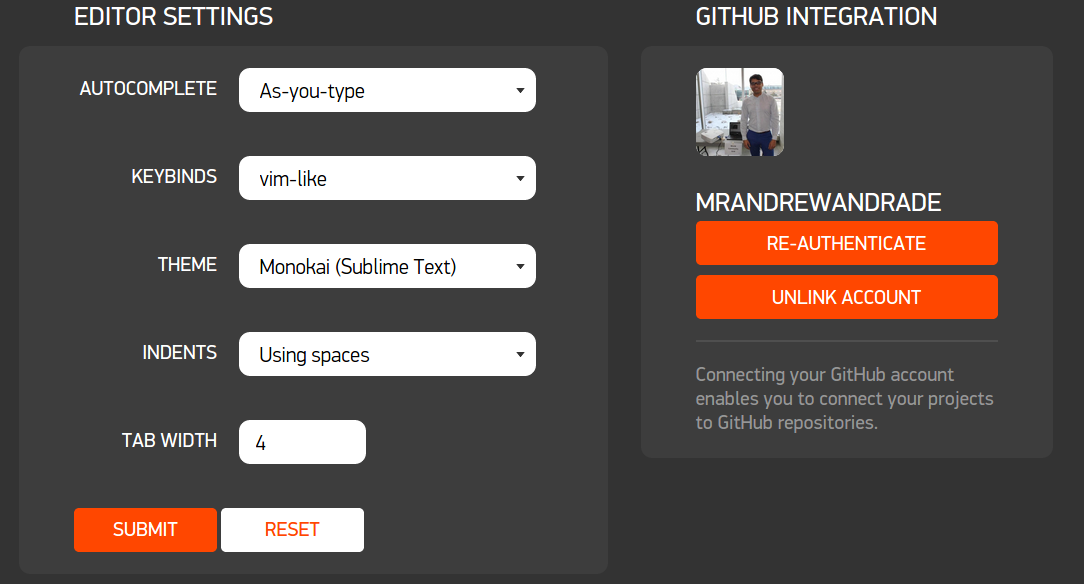 EDITOR SETTINGS
AUTOCOMPLETE
As-you-type
KEYBINDS
vim-like
THEME
Monokai (Sublime Text)
INDENTS
Using spaces
TAB WIDTH
4
SUBMIT
RESET
GITHUB INTEGRATION
MRANDREWANDRADE
RE-AUTHENTICATE
UNLINK ACCOUNT
Connecting your GitHub account
enables you to connect your projects
to GitHub repositories.